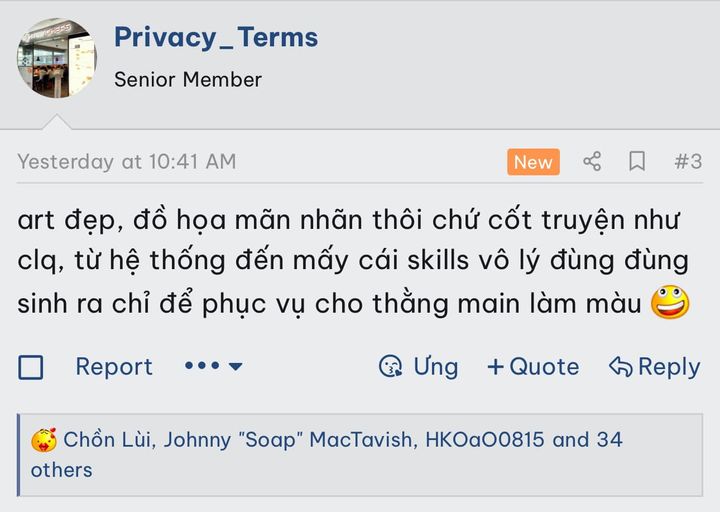 Privacy_Terms
Senior Member
Yesterday at 10:41 AM
New
#3
art đẹp, đồ họa mãn nhãn thôi chứ cốt truyện như
clq, từ hệ thống đến mấy cái skills vô lý đùng đùng
sinh ra chỉ để phục vụ cho thằng main làm màu
Report
Ưng
+Quote
Reply
Chồn Lùi, Johnny "Soap" MacTavish, HKOaO0815 and 34
others